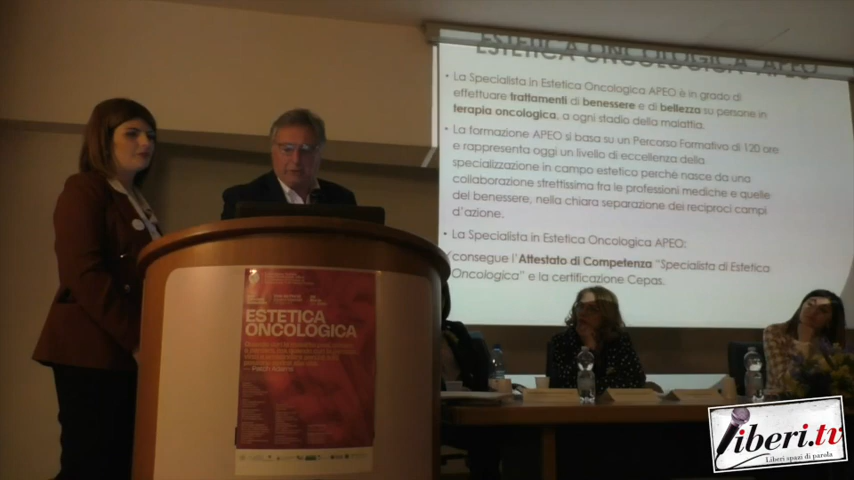 ESTETICA ONCOLOGICA APEO
• La Specialista in Estetica Oncologica APEO è in grado di
effettuare trattamenti di benessere e di bellezza su persone in
terapia oncologica, a ogni stadio della malattia.
• La formazione APEO si basa su un Percorso Formativo di 120 ore
e rappresenta oggi un livello di eccellenza della
specializzazione in campo estetico perchè nasce da una
collaborazione strettissima fra le professioni mediche e quelle
del benessere, nella chiara separazione dei reciproci campi
d'azione.
• La Specialista in Estetica Oncologica APEO:
consegue l'Attestato di Competenza "Specialista di Estetica
Oncologica" e la certificazione Cepas.
ESTETICA
ONCOLOGICA
liberi.tv
Liberi spazi di parola